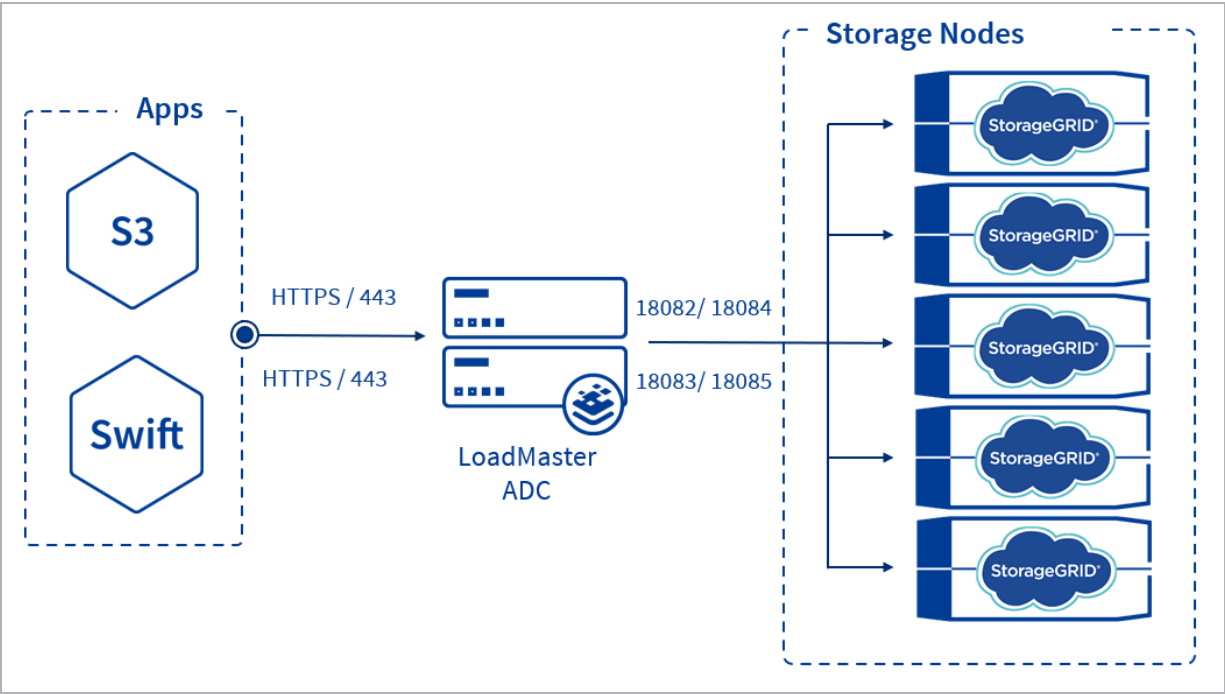 Apps
S3
Swift
HTTPS / 443
HTTPS / 443
LoadMaster
ADC
18082/ 18084
18083/ 18085
Storage Nodes
StorageGRID®
StorageGRID®
StorageGRID®
StorageGRID®
StorageGRID®